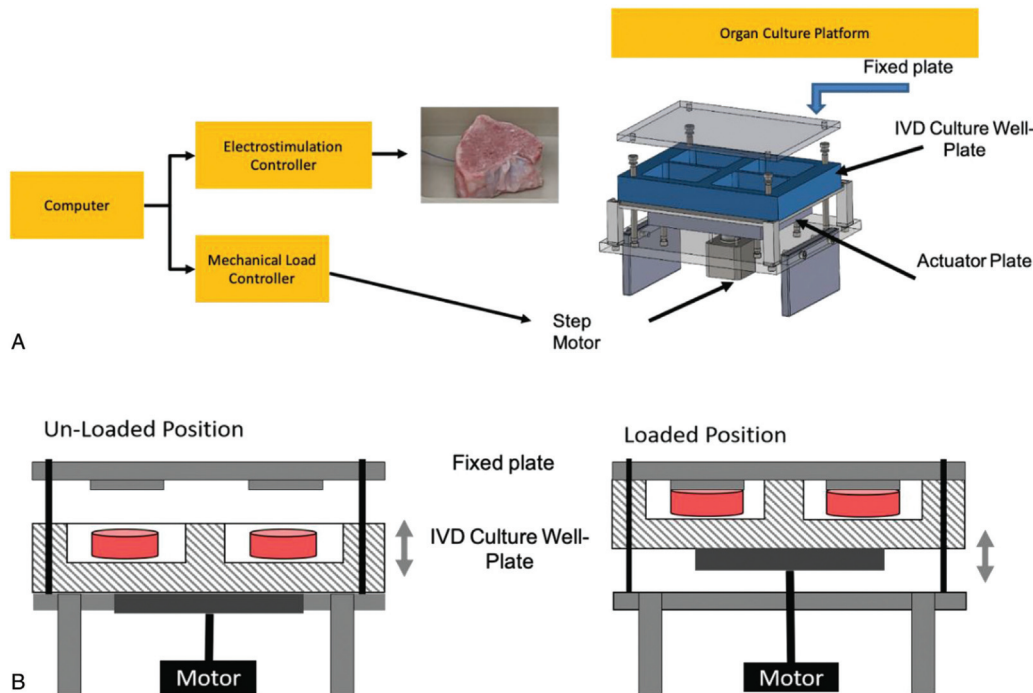 Organ Culture Platform
Fixed plate
IVD Culture Well-
Plate
Electrostimulation
Controller
Computer
Mechanical Load
Controller
Actuator Plate
Step
Motor
A
Un-Loaded Position
Fixed plate
IVD Culture Well-
Plate
Motor
Loaded Position
Motor
B